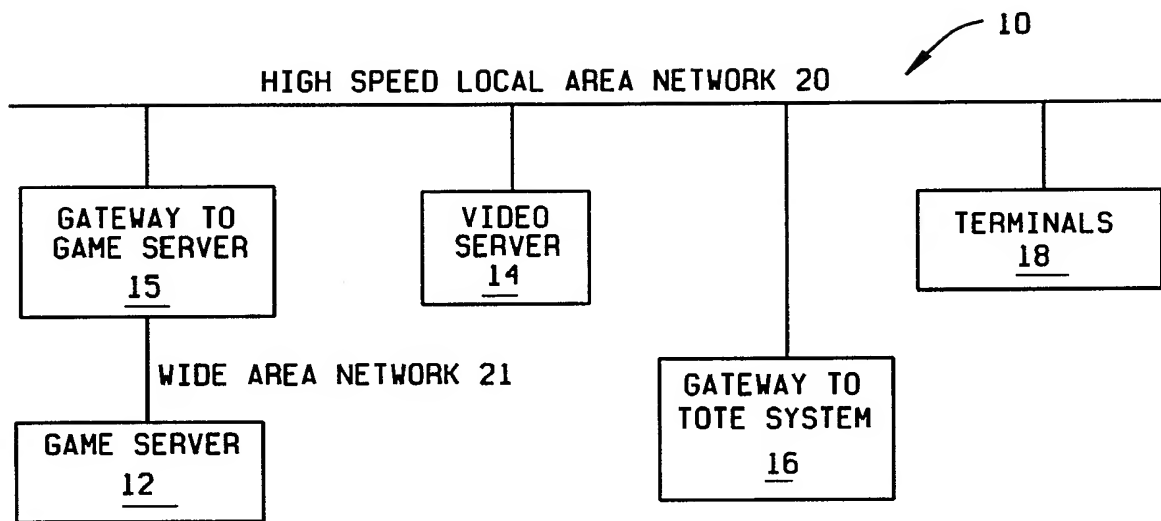 10
HIGH SPEED LOCAL AREA NETWORK 20
GATEWAY TO
GAME SERVER
15
VIDEO
SERVER
14
TERMINALS
18
WIDE AREA NETWORK 21
GATEWAY TO
TOTE SYSTEM
16
GAME SERVER
12